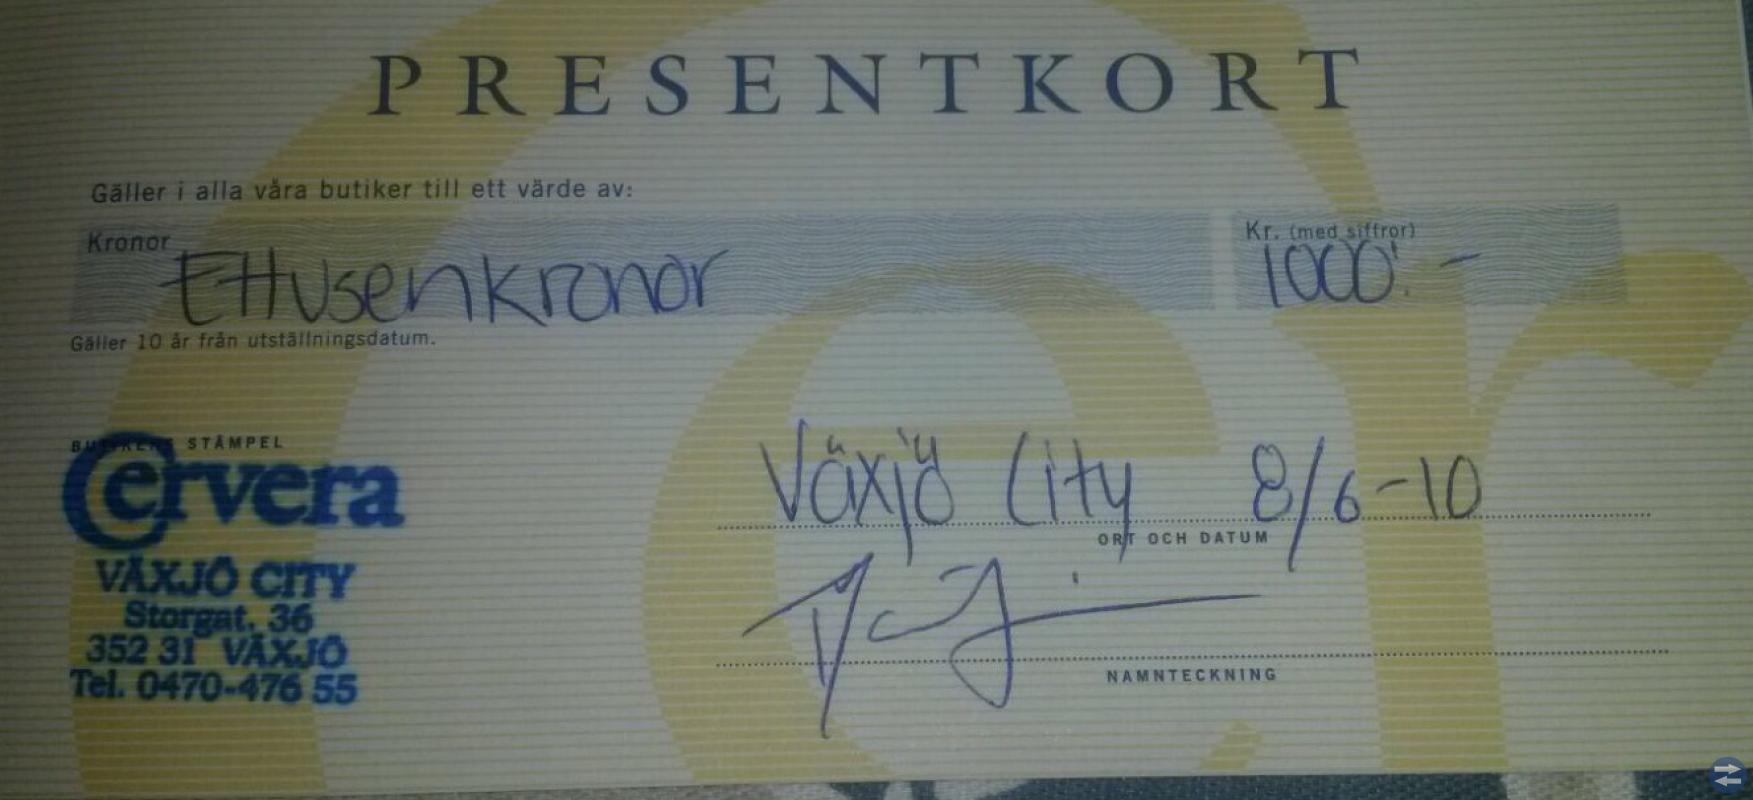 PRESENTKORT
Gäller i alla våra butiker till ett värde av:
Kronor Ettusenkronor
Kr. (med siffror) 1000:-
Gäller 10 år från utställningsdatum.
BUTIKENS STÄMPEL
Cervera
VÄXJÖ CITY
Storgat. 36
352 31 VÄXJÖ
Tel. 0470-476 55
Växjö City 8/6-10
ORT OCH DATUM
NAMNTECKNING